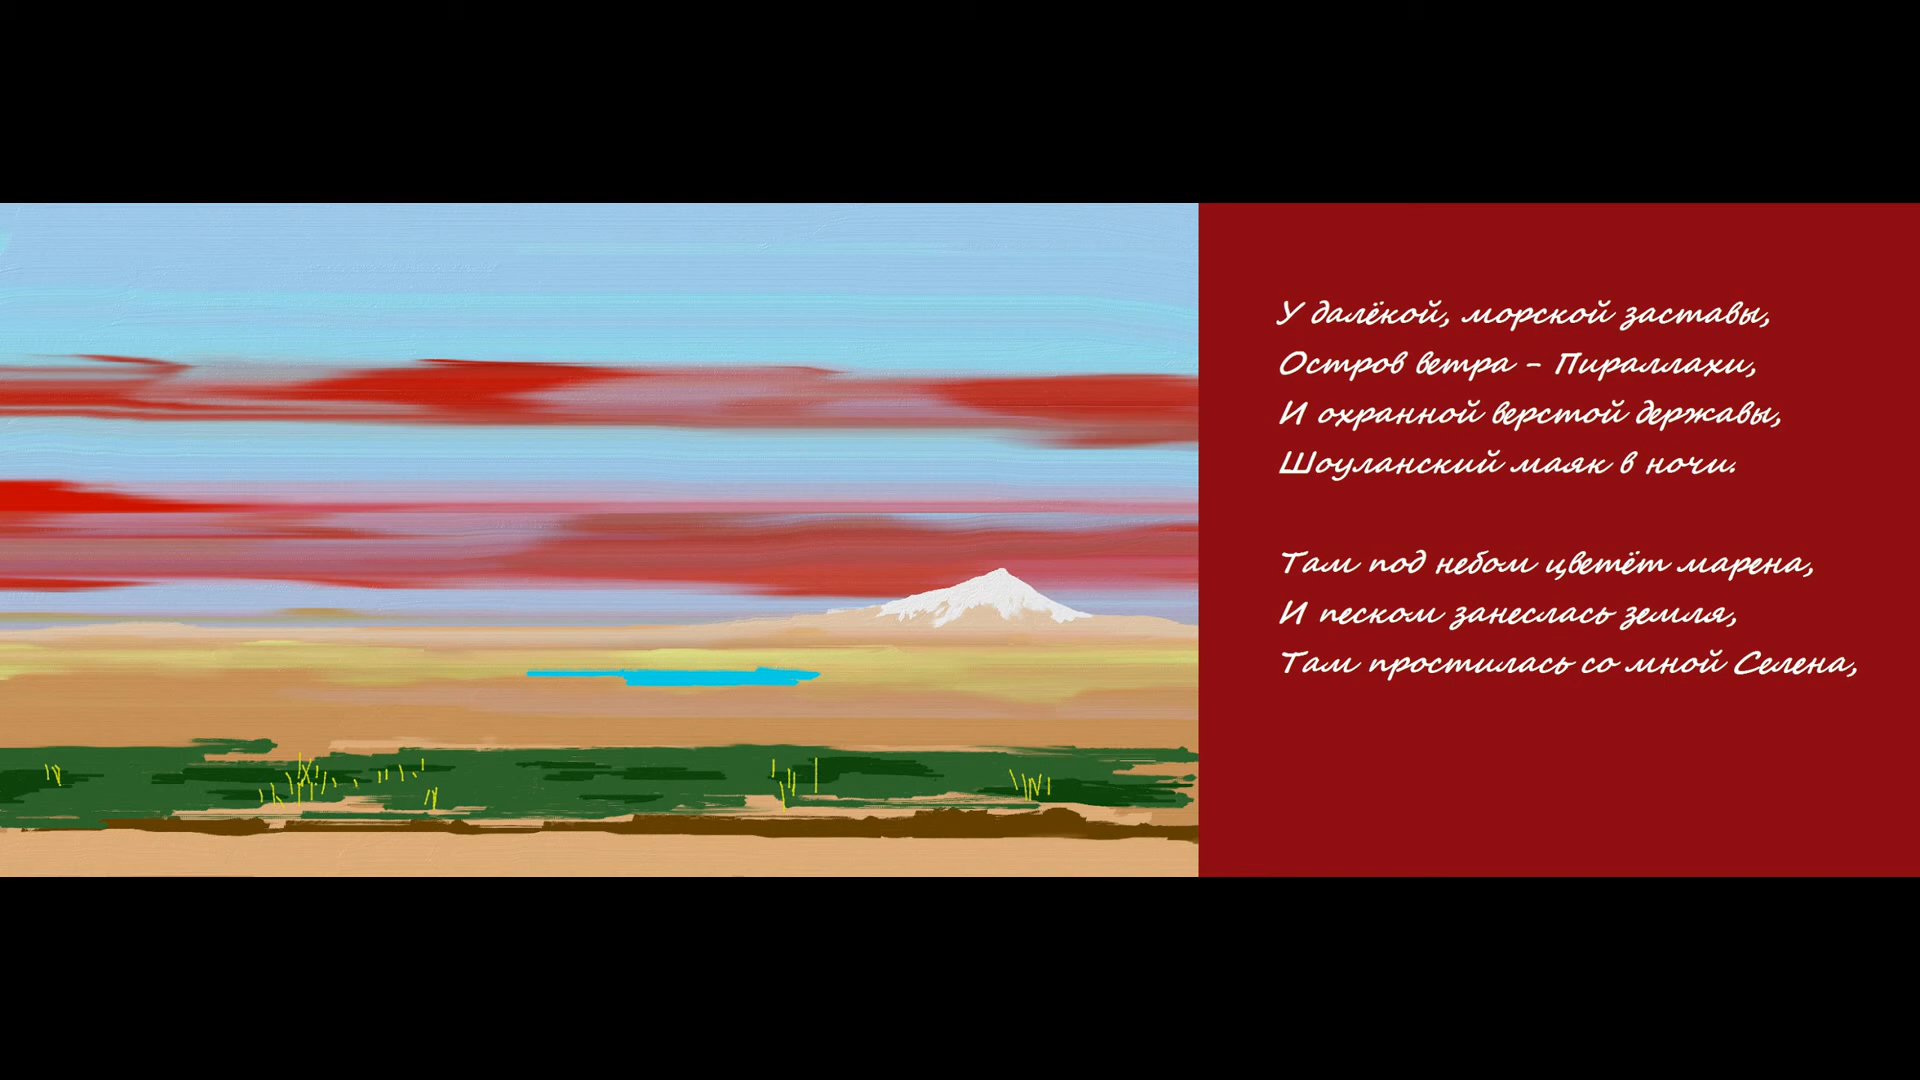 У далёкой, морской заставы,
Остров ветра - Пираллахи,
И охранной верстой державы,
Шоуланский маяк в ночи.
Там под небом цветёт марена,
И песком занеслась земля,
Там простилась со мной Селена,